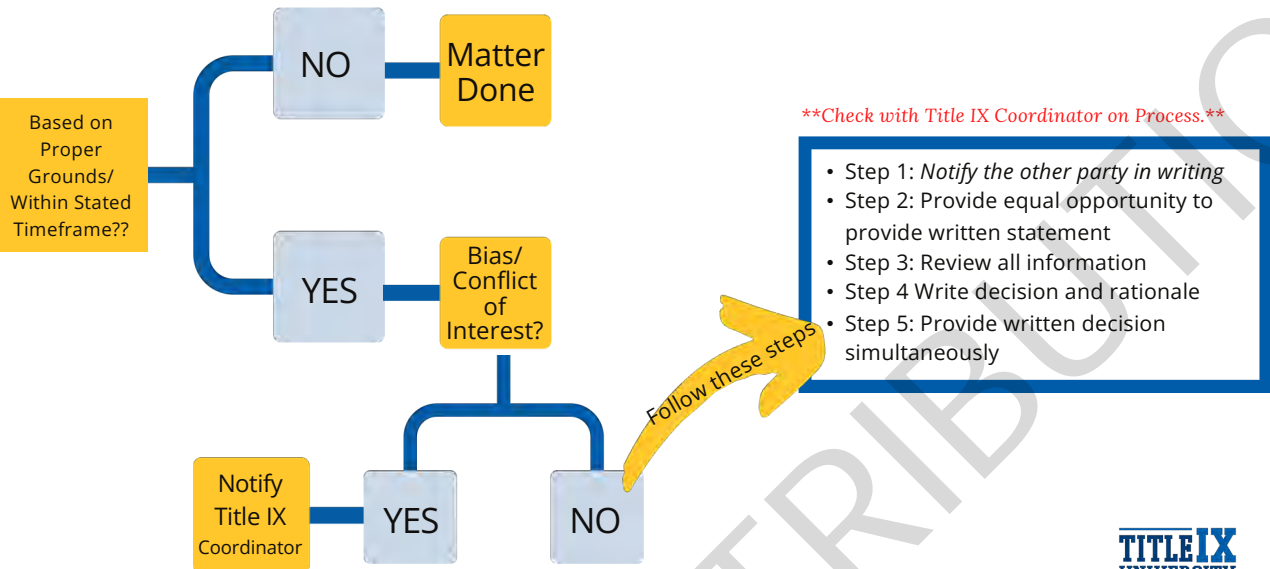 NO
Matter
Done
Based on
Proper
Grounds/
Within Stated
Timeframe??
**Check with Title IX Coordinator on Process.**
• Step 1: Notify the other party in writing
• Step 2: Provide equal opportunity to
provide written statement
• Step 3: Review all information
• Step 4 Write decision and rationale
• Step 5: Provide written decision
simultaneously
YES
Bias/
Conflict
of
Interest?
Follow these steps
Notify
Title IX
Coordinator
YES
NO
TITLE IX